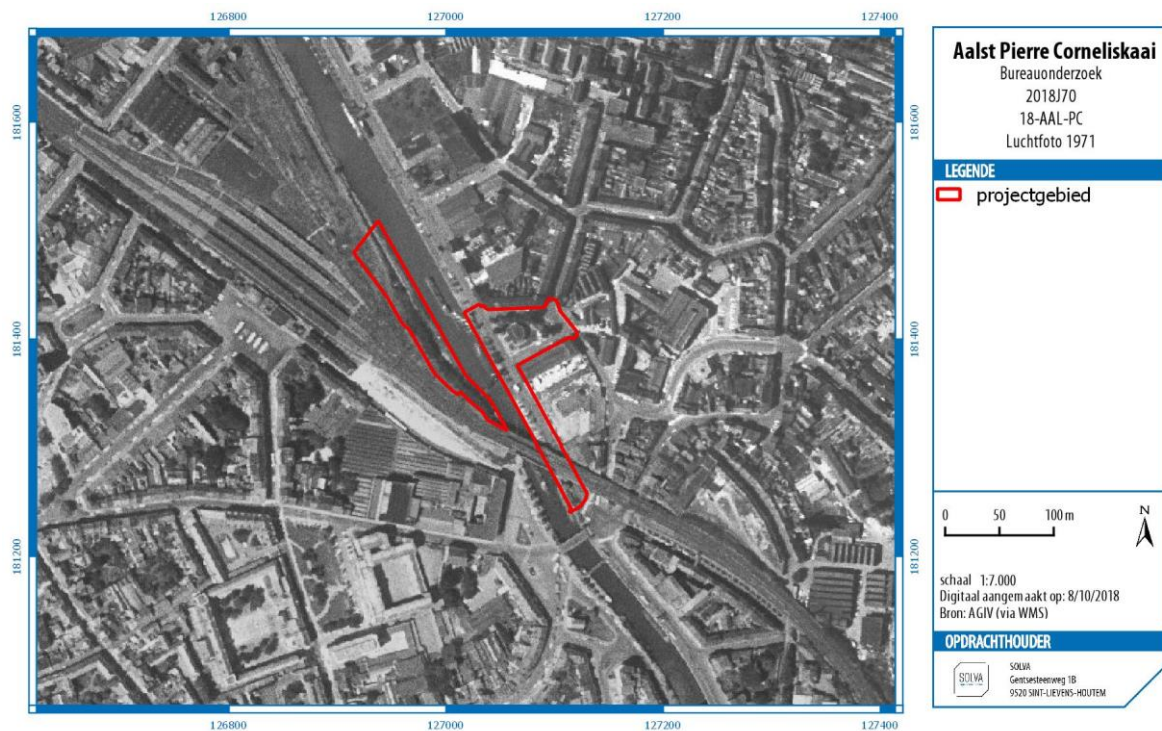 126800
127000
127200
127400
181600
181600
181400
181400
181200
181200
126800
127000
127200
127400
Aalst Pierre Corneliskaai
Bureauonderzoek
2018J70
18-AAL-PC
Luchtfoto 1971
LEGENDE
projectgebied
0 50 100 m
N
schaal 1:7.000
Digitaal aangemaakt op: 8/10/2018
Bron: AGIV (via WMS)
OPDRACHTHOUDER
SOLVA
SOLVA
Gentsesteenweg 1B
9520 SINT-LIEVENS-HOUTEM